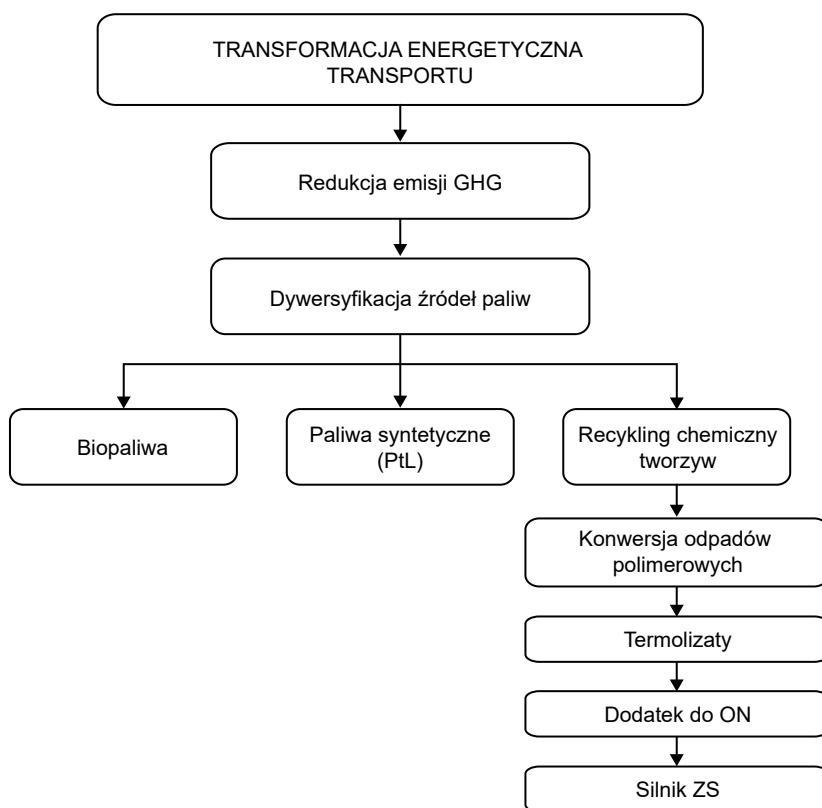 TRANSFORMACJA ENERGETYCZNA
TRANSPORTU
Redukcja emisji GHG
Dywersyfikacja źródeł paliw
Biopaliwa
Paliwa syntetyczne
(PtL)
Recykling chemiczny
tworzyw
Konwersja odpadów
polimerowych
Termolizaty
Dodatek do ON
Silnik ZS